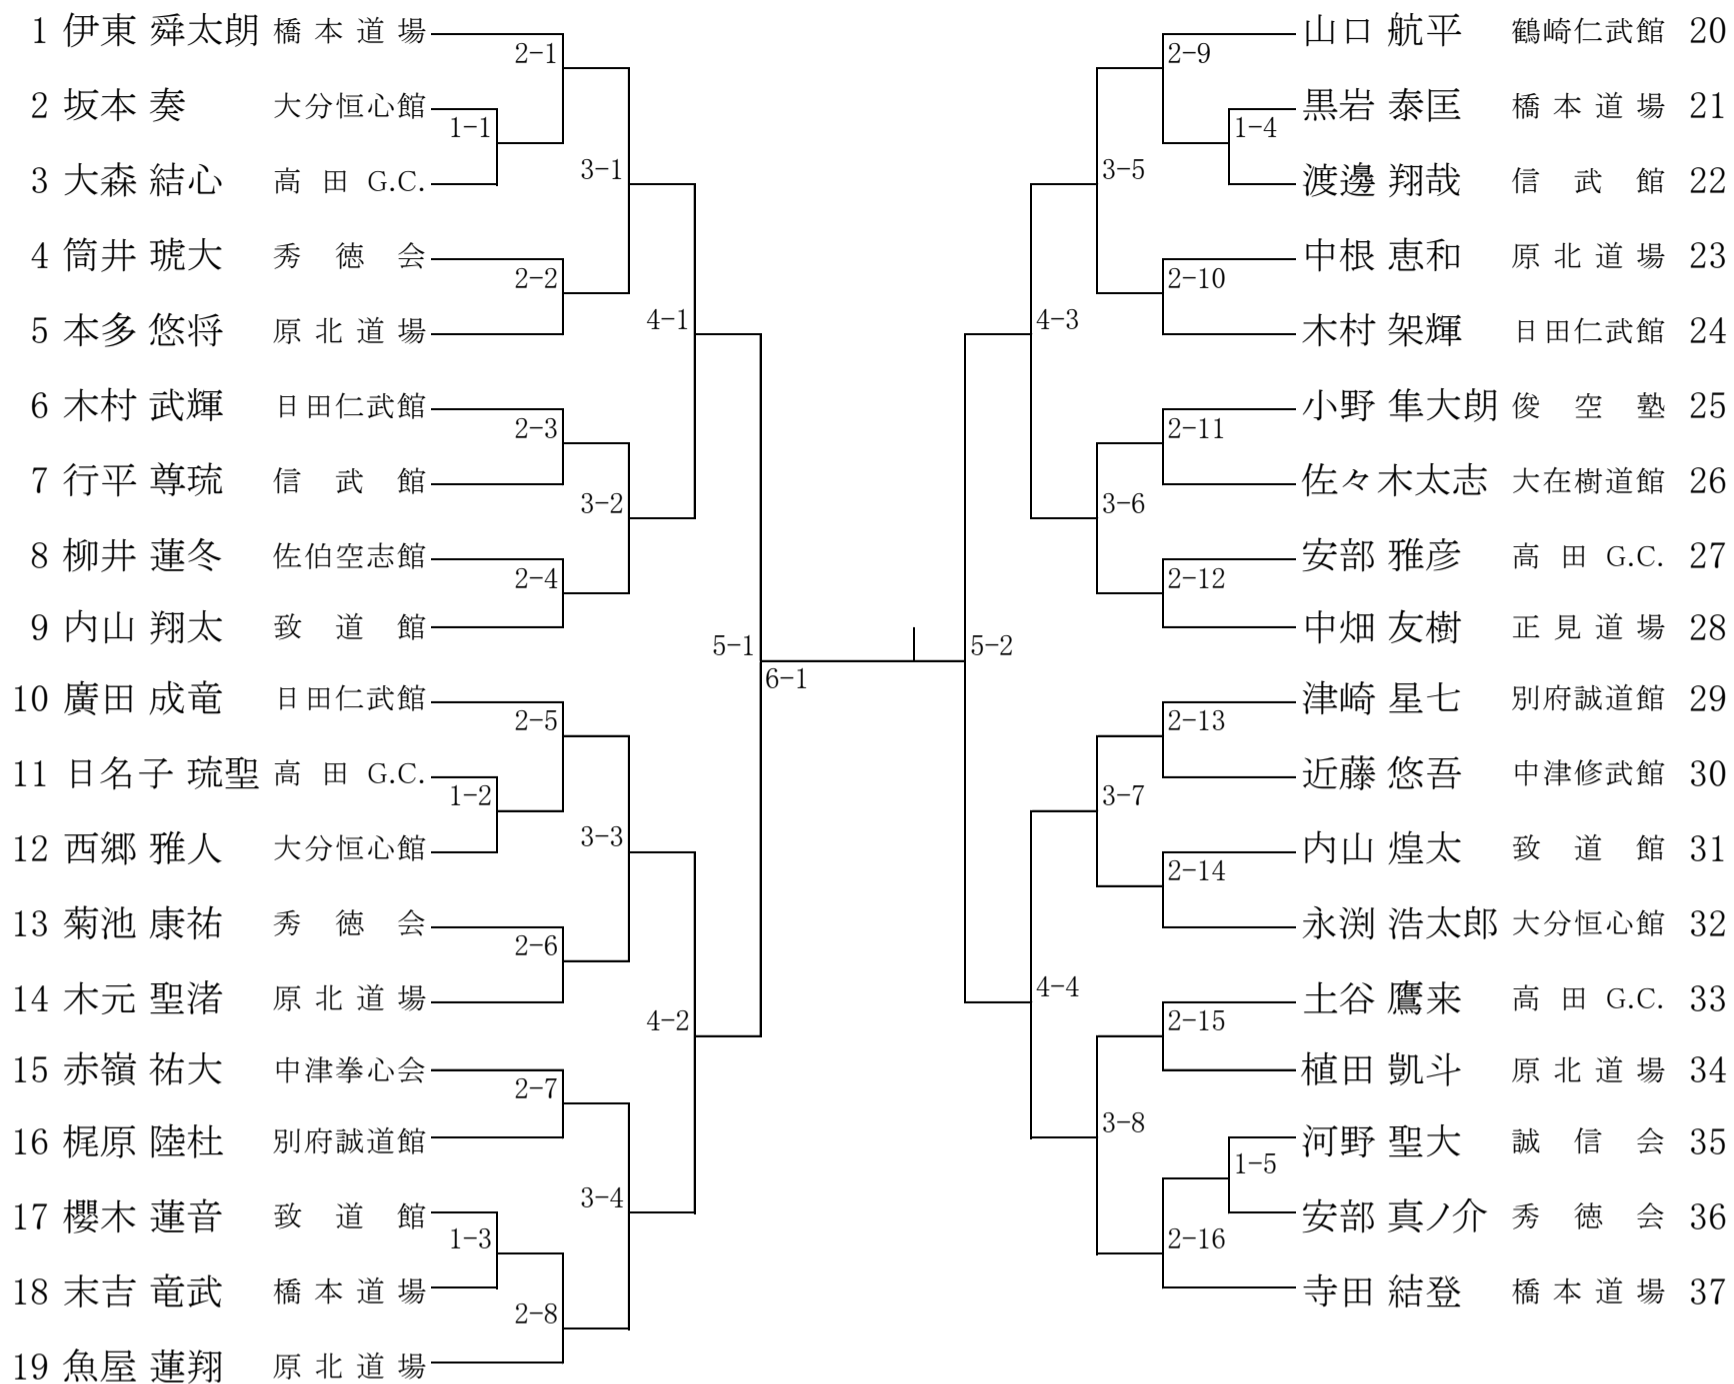 1 伊東 舜太朗 橋本道場
2-1
2 坂本 奏 大分恒心館
1-1
3 大森 結心 高田 G.C.
3-1
4 筒井 琥大 秀徳会
2-2
5 本多 悠将 原北道場
4-1
6 木村 武輝 日田仁武館
2-3
7 行平 尊琉 信武館
3-2
8 柳井 蓮冬 佐伯空志館
2-4
9 内山 翔太 致道館
5-1
6-1
10 廣田 成竜 日田仁武館
2-5
11 日名子 琉聖 高田 G.C.
1-2
12 西郷 雅人 大分恒心館
3-3
13 菊池 康祐 秀徳会
2-6
14 木元 聖渚 原北道場
4-2
15 赤嶺 祐大 中津拳心会
2-7
16 梶原 陸杜 別府誠道館
3-4
17 櫻木 蓮音 致道館
1-3
18 末吉 竜武 橋本道場
2-8
19 魚屋 蓮翔 原北道場
山口 航平 鶴崎仁武館 20
2-9
黒岩 泰匡 橋本道場 21
1-4
渡邊 翔哉 信武館 22
3-5
中根 恵和 原北道場 23
2-10
木村 架輝 日田仁武館 24
4-3
小野 隼大朗 俊空塾 25
2-11
佐々木太志 大在樹道館 26
3-6
安部 雅彦 高田 G.C. 27
2-12
中畑 友樹 正見道場 28
5-2
津崎 星七 別府誠道館 29
2-13
近藤 悠吾 中津修武館 30
3-7
内山 煌太 致道館 31
2-14
永渕 浩太郎 大分恒心館 32
4-4
土谷 鷹来 高田 G.C. 33
2-15
植田 凱斗 原北道場 34
3-8
河野 聖大 誠信会 35
1-5
安部 真ノ介 秀徳会 36
2-16
寺田 結登 橋本道場 37